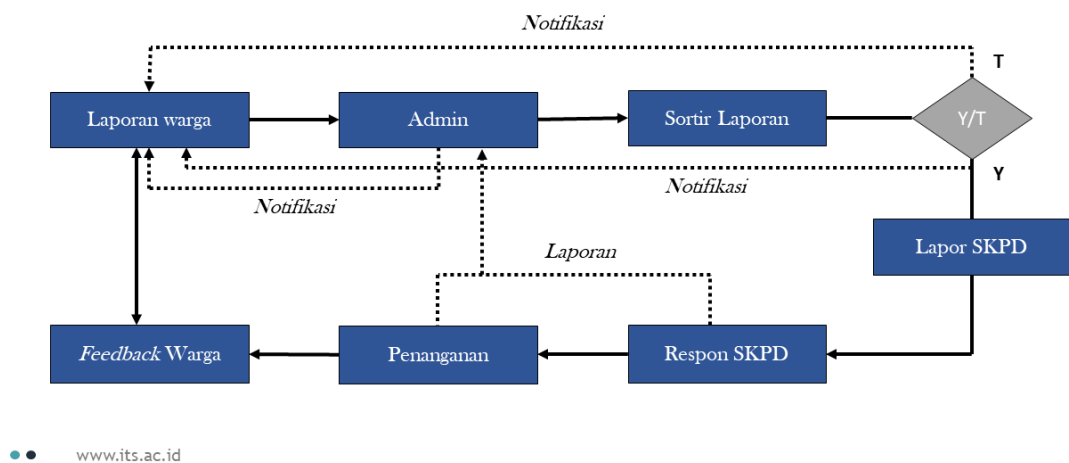 Notifikasi
T
Laporan warga
Admin
Sortir Laporan
Y/T
Y
Notifikasi
Notifikasi
Lapor SKPD
Laporan
Feedback Warga
Penanganan
Respon SKPD
www.its.ac.id